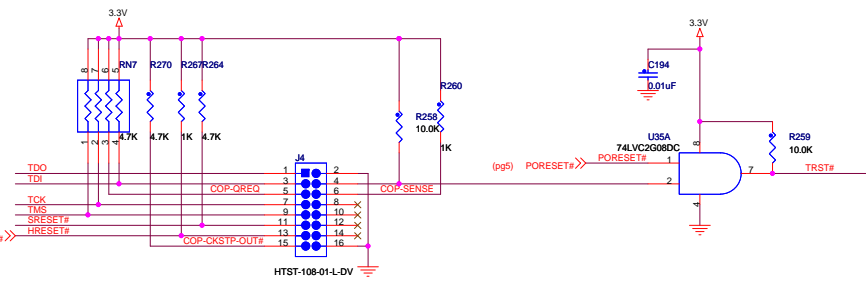 3.3V
3.3V
8 7 6 5 RN7 R270 R267 R264
C194
0.01uF
R260
R258
10.0K
4.7K 4.7K 1K 4.7K
1 2 3 4
1K
U35A
74LVC2G08DC
R259
10.0K
J4
TDO 1 2
TDI 3 4
COP-QREQ 5 6 COP-SENSE
TCK 7 8
TMS 9 10
SRESET# 11 12
HRESET# 13 14
COP-CKSTP-OUT# 15 16
HTST-108-01-L-DV
(pg5) PORESET# PORESET# 1
8
2
7 TRST#
4
#